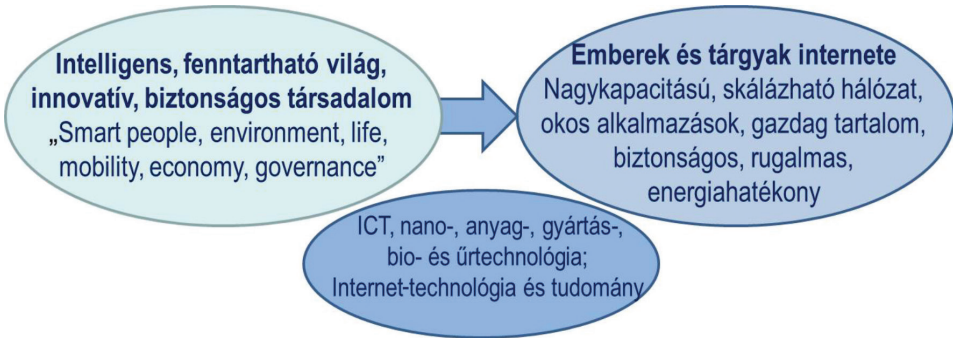 Intelligens, fenntartható világ,
innovatív, biztonságos társadalom
„Smart people, environment, life,
mobility, economy, governance”
Emberek és tárgyak internete
Nagykapacitású, skálázható hálózat,
okos alkalmazások, gazdag tartalom,
biztonságos, rugalmas,
energiahatékony
ICT, nano-, anyag-, gyártás-,
bio- és űrtechnológia;
Internet-technológia és tudomány